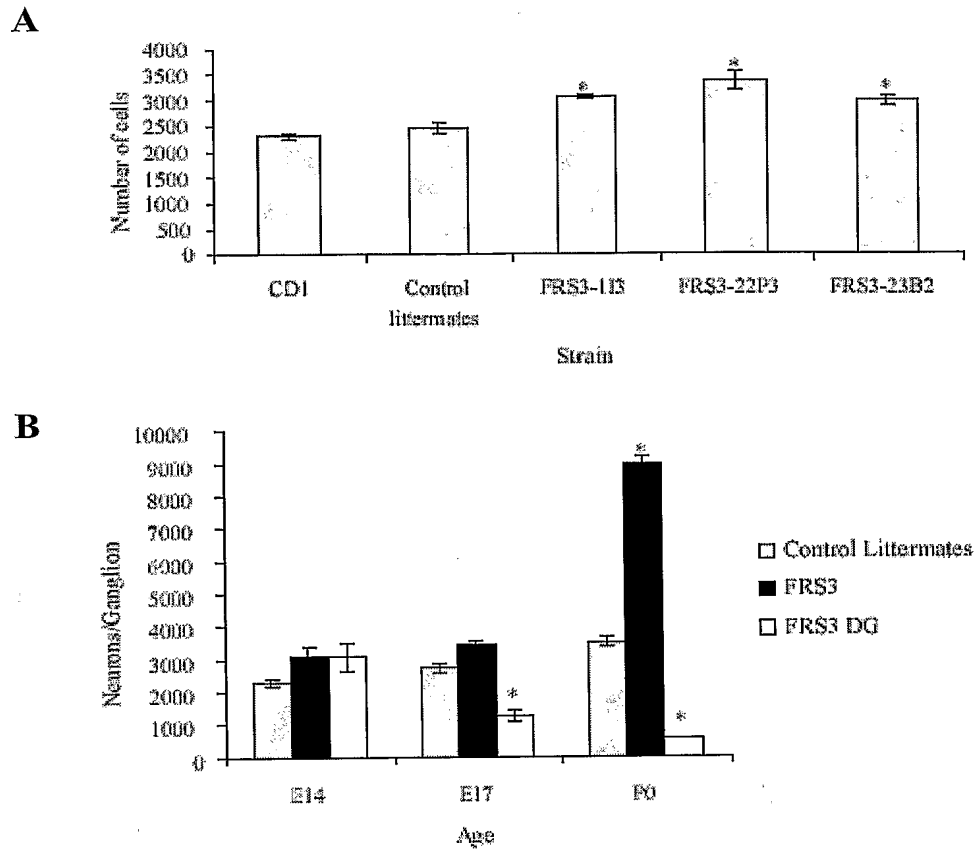 A
4000
3500
3000
2500
2000
1500
1000
500
0
Number of cells
*
*
*
CD1
Control
littermates
FRS3-1I3
FRS3-22P3
FRS3-23B2
Strain
B
10000
9000
8000
7000
6000
5000
4000
3000
2000
1000
0
Neurons/Ganglion
*
*
*
Control Littermates
FRS3
FRS3 DG
E14
E17
P0
Age